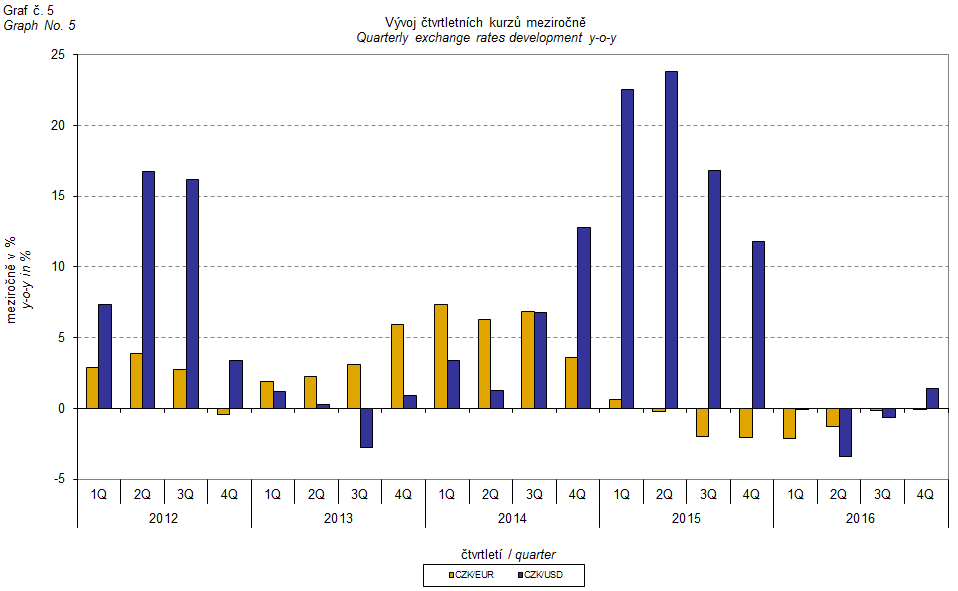 Graf č. 5
Graph No. 5
Vývoj čtvrtletních kurzů meziročně
Quarterly exchange rates development y-o-y
meziročně v %
y-o-y in %
25
20
15
10
5
0
-5
1Q 2Q 3Q 4Q 1Q 2Q 3Q 4Q 1Q 2Q 3Q 4Q 1Q 2Q 3Q 4Q 1Q 2Q 3Q 4Q
2012 2013 2014 2015 2016
čtvrtletí / quarter
CZK/EUR CZK/USD